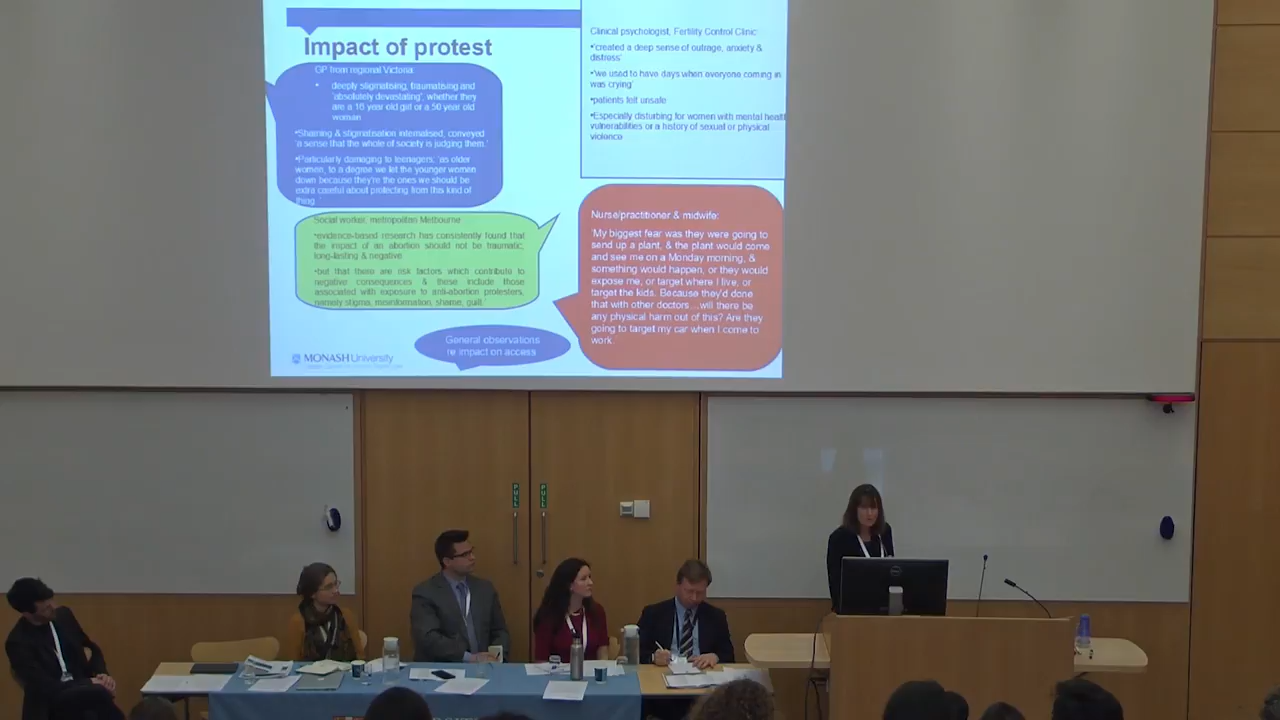 Impact of protest
GP from regional Victoria:
• deeply stigmatising, traumatising and
'absolutely devastating', whether they
are a 16 year old girl or a 50 year old
woman
•Shaming & stigmatisation internalised, conveyed
'a sense that the whole of society is judging them.'
•Particularly damaging to teenagers; 'as older
women, to a degree we let the younger women
down because they're the ones we should be
extra careful about protecting from this kind of
thing.'
Clinical psychologist, Fertility Control Clinic:
•'created a deep sense of outrage, anxiety &
distress'
•'we used to have days when everyone coming in
was crying'
•patients felt unsafe
•Especially disturbing for women with mental health
vulnerabilities or a history of sexual or physical
violence
Social worker, metropolitan Melbourne
•evidence-based research has consistently found that
the impact of an abortion should not be traumatic,
long-lasting & negative
•but that there are risk factors which contribute to
negative consequences & these include those
associated with exposure to anti-abortion protesters,
namely stigma, misinformation, shame, guilt.'
Nurse/practitioner & midwife:
'My biggest fear was they were going to
send up a plant, & the plant would come
and see me on a Monday morning, &
something would happen, or they would
expose me, or target where I live, or
target the kids. Because they'd done
that with other doctors…will there be
any physical harm out of this? Are they
going to target my car when I come to
work.
General observations
re impact on access
MONASH University
PULL
PULL
DELL